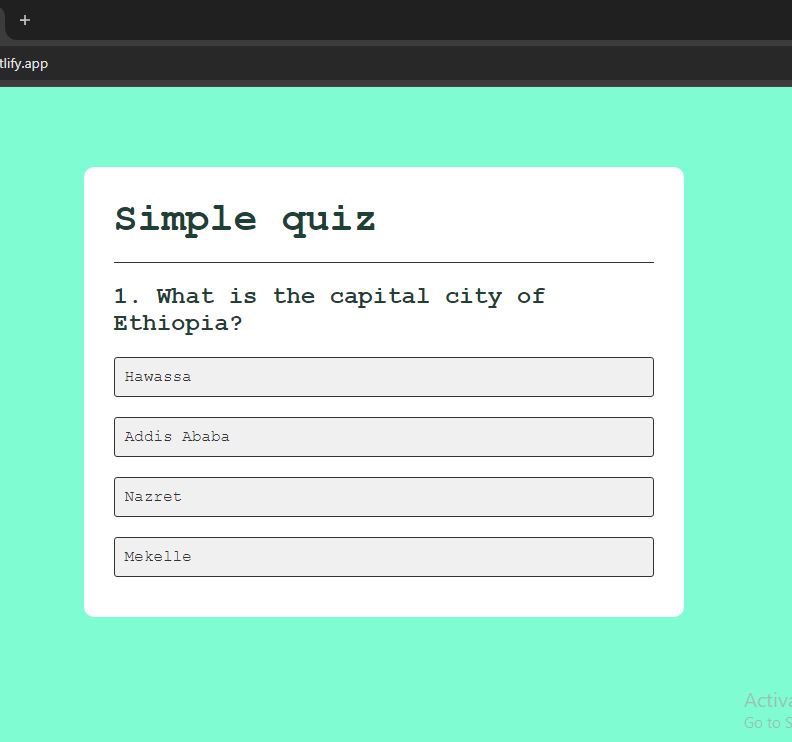 +
tlify.app
Simple quiz
1. What is the capital city of
Ethiopia?
Hawassa
Addis Ababa
Nazret
Mekelle
Activa
Go to S